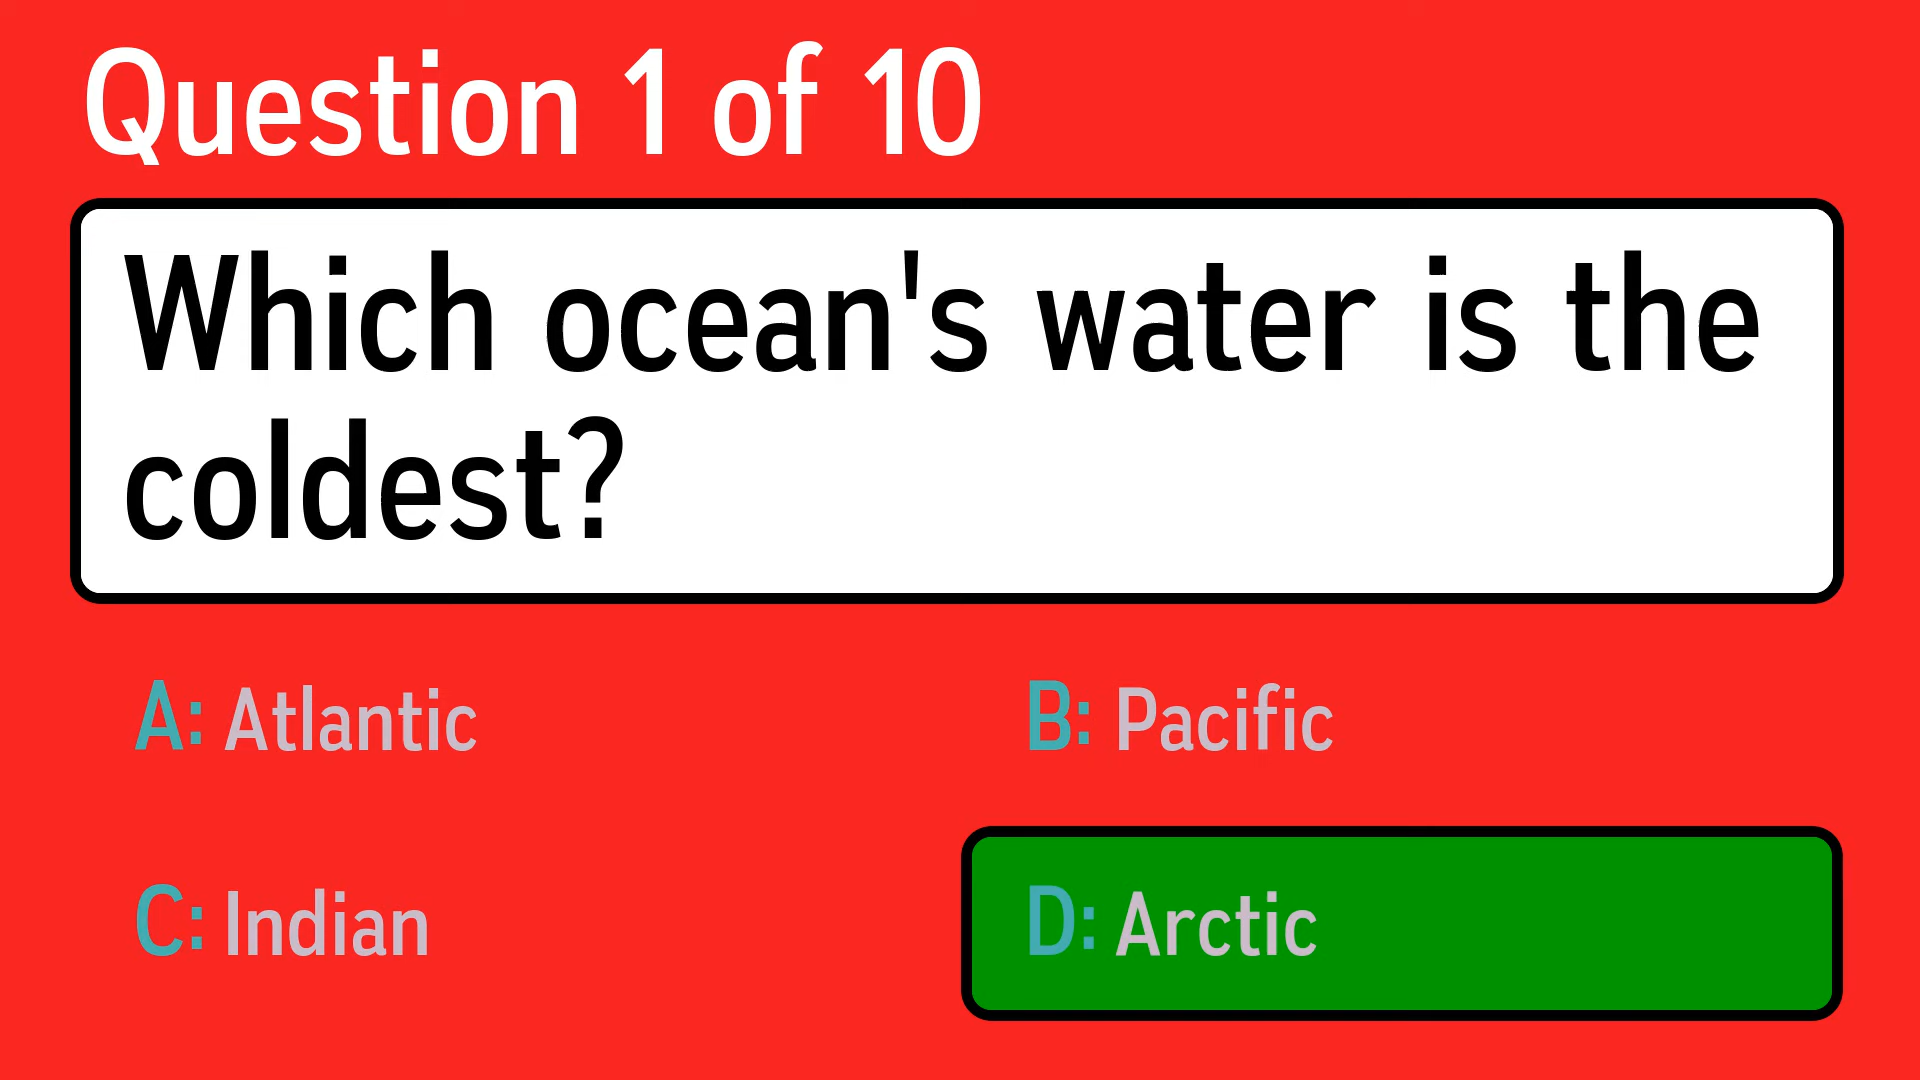 Question 1 of 10
Which ocean's water is the
coldest?
A: Atlantic
B: Pacific
C: Indian
D: Arctic